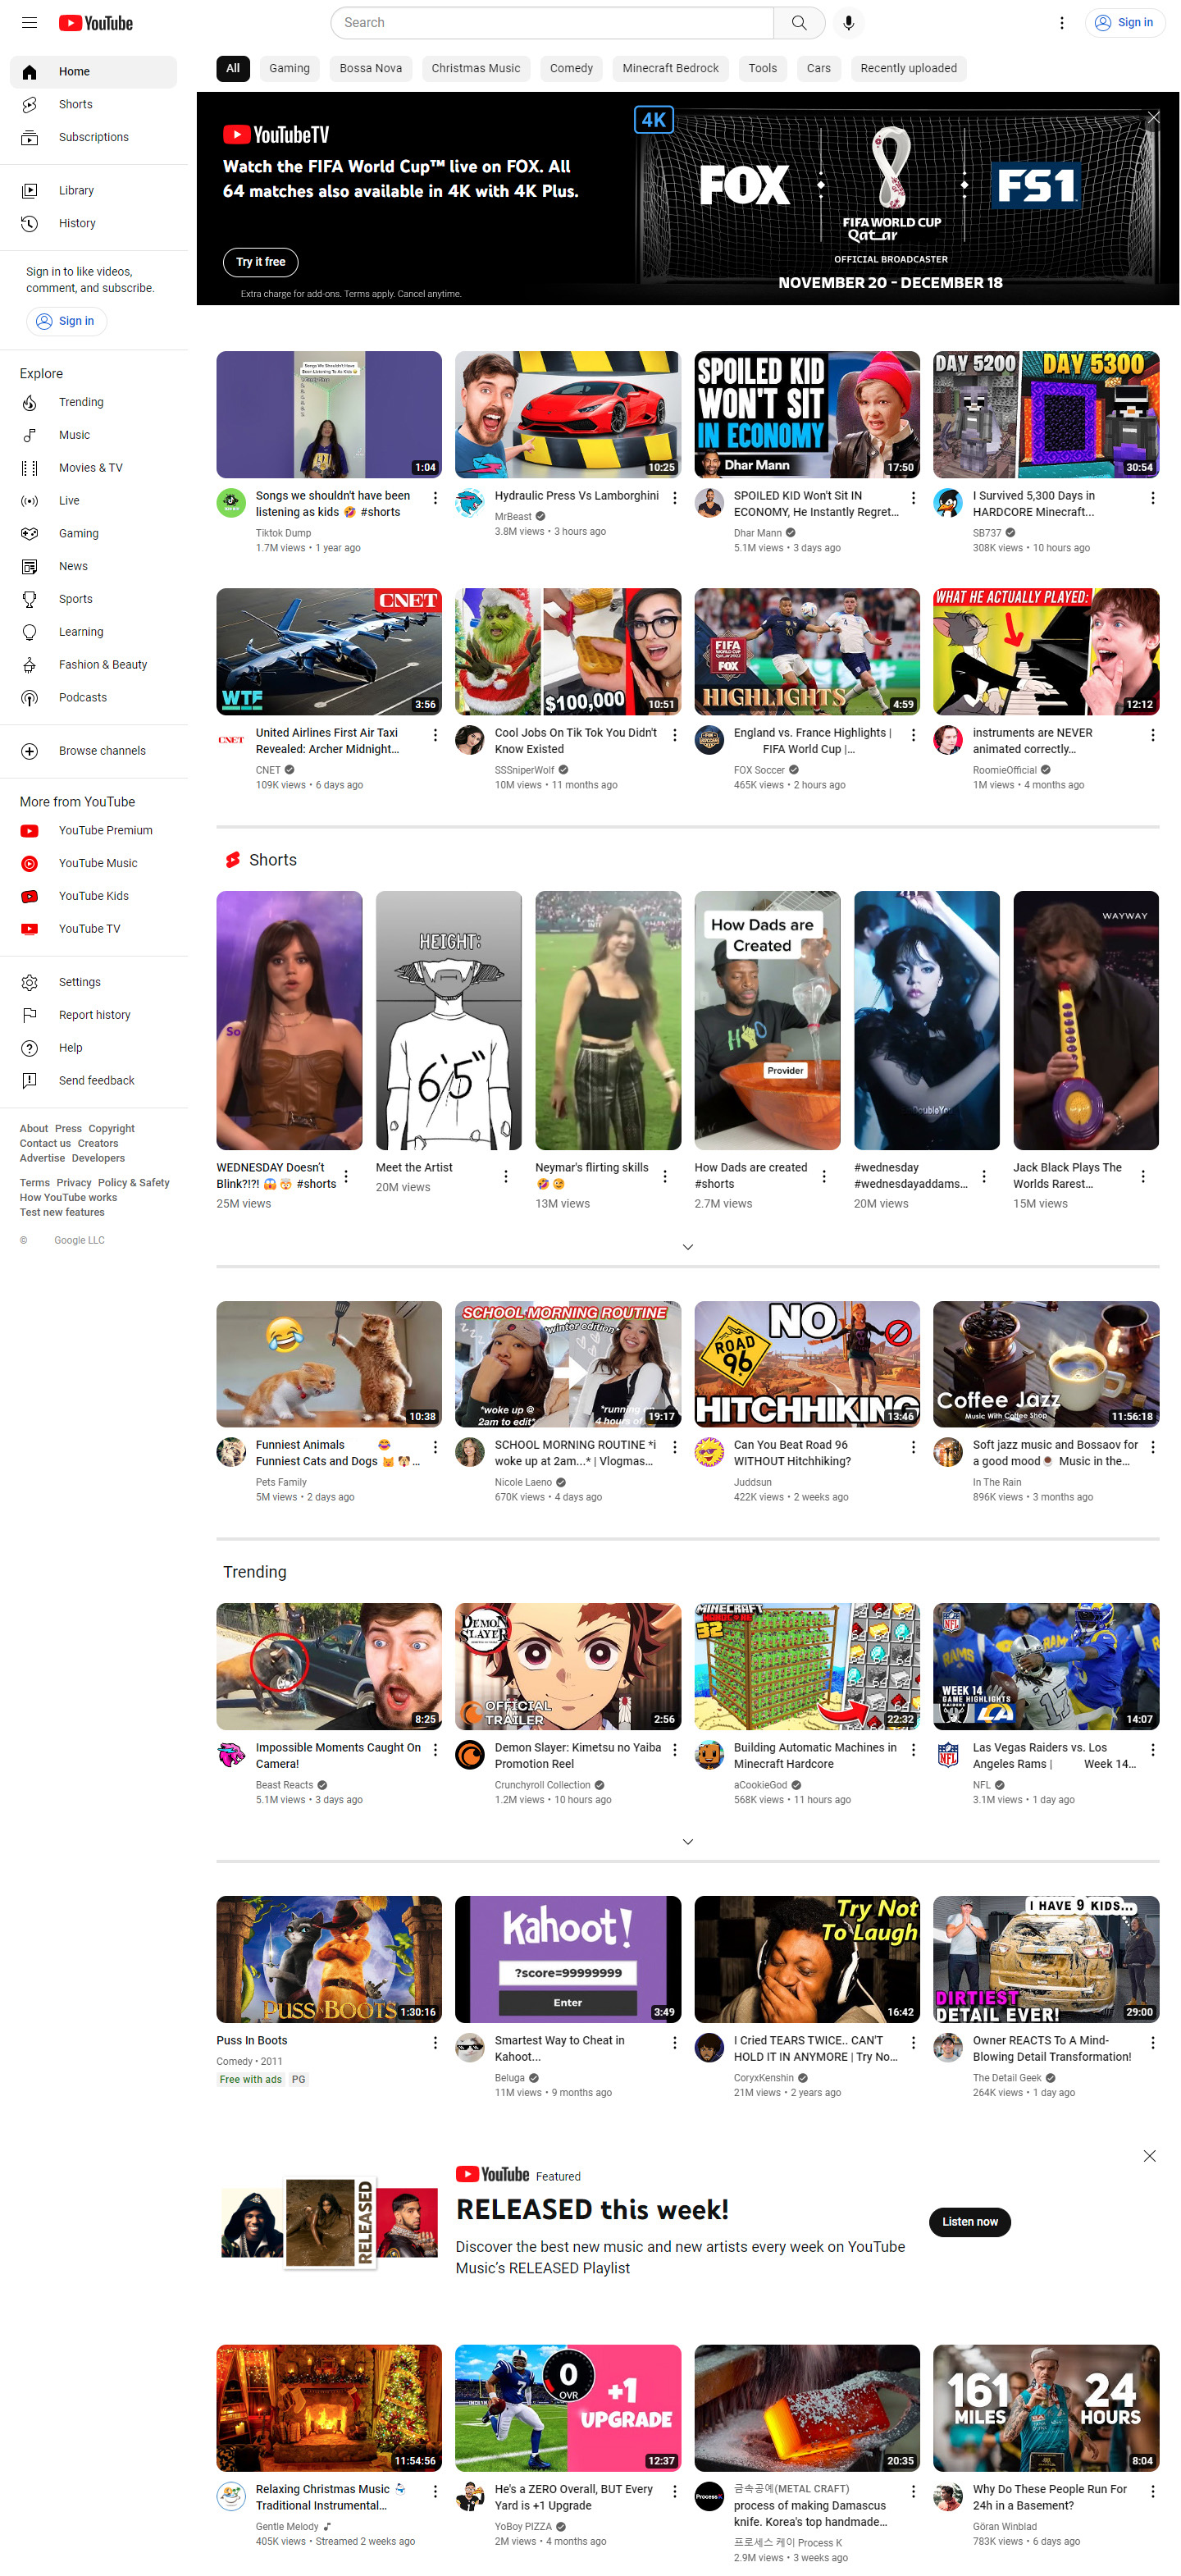 YouTube
Search
Sign in
Home
Shorts
Subscriptions
Library
History
Sign in to like videos,
comment, and subscribe.
Sign in
Explore
Trending
Music
Movies & TV
Live
Gaming
News
Sports
Learning
Fashion & Beauty
Podcasts
Browse channels
More from YouTube
YouTube Premium
YouTube Music
YouTube Kids
YouTube TV
Settings
Report history
Help
Send feedback
About Press Copyright
Contact us Creators
Advertise Developers
Terms Privacy Policy & Safety
How YouTube works
Test new features
© Google LLC
All Gaming Bossa Nova Christmas Music Comedy Minecraft Bedrock Tools Cars Recently uploaded
YouTubeTV
Watch the FIFA World Cup™ live on FOX. All
64 matches also available in 4K with 4K Plus.
Try it free
Extra charge for add-ons. Terms apply. Cancel anytime.
4K
FOX
FIFA WORLD CUP
Qatar
FS1
OFFICIAL BROADCASTER
NOVEMBER 20 - DECEMBER 18
Songs We Shouldn't Have
Been Listening To As Kids
1:04
Songs we shouldn't have been
listening as kids 🤣 #shorts
Tiktok Dump
1.7M views • 1 year ago
10:25
Hydraulic Press Vs Lamborghini
MrBeast
3.8M views • 3 hours ago
SPOILED KID
WON'T SIT
IN ECONOMY
Dhar Mann
17:50
SPOILED KID Won't Sit IN
ECONOMY, He Instantly Regret...
Dhar Mann
5.1M views • 3 days ago
DAY 5200
DAY 5300
30:54
I Survived 5,300 Days in
HARDCORE Minecraft...
SB737
308K views • 10 hours ago
CNET
WTF
3:56
CNET
United Airlines First Air Taxi
Revealed: Archer Midnight...
CNET
109K views • 6 days ago
$100,000
10:51
Cool Jobs On Tik Tok You Didn't
Know Existed
SSSniperWolf
10M views • 11 months ago
FIFA
FOX
HIGHLIGHTS
4:59
England vs. France Highlights |
FIFA World Cup |...
FOX Soccer
465K views • 2 hours ago
WHAT HE ACTUALLY PLAYED:
12:12
instruments are NEVER
animated correctly...
RoomieOfficial
1M views • 4 months ago
Shorts
So
WEDNESDAY Doesn't
Blink?!?! 😱 🤯 #shorts
25M views
HEIGHT:
6'5"
Meet the Artist
20M views
Neymar's flirting skills
🤣 😉
13M views
How Dads are
Created
Provider
How Dads are created
#shorts
2.7M views
DoubleYo
#wednesday
#wednesdayaddams...
20M views
WAYWAY
Jack Black Plays The
Worlds Rarest...
15M views
10:38
Funniest Animals 😂
Funniest Cats and Dogs 🐱 🐶...
Pets Family
5M views • 2 days ago
SCHOOL MORNING ROUTINE
*winter edition*
*woke up @
2am to edit*
*running
4 hours of
19:17
SCHOOL MORNING ROUTINE *i
woke up at 2am...* | Vlogmas...
Nicole Laeno
670K views • 4 days ago
NO
ROAD
96
HITCHHIKING
13:46
Can You Beat Road 96
WITHOUT Hitchhiking?
Juddsun
422K views • 2 weeks ago
Coffee Jazz
Music With Coffee Shop
11:56:18
Soft jazz music and Bossaov for
a good mood☕ Music in the...
In The Rain
896K views • 3 months ago
Trending
8:25
Impossible Moments Caught On
Camera!
Beast Reacts
5.1M views • 3 days ago
DEMON
SLAYER
OFFICIAL
TRAILER
2:56
Demon Slayer: Kimetsu no Yaiba
Promotion Reel
Crunchyroll Collection
1.2M views • 10 hours ago
MINECRAFT
HARDCORE
32
64
22:32
Building Automatic Machines in
Minecraft Hardcore
aCookieGod
568K views • 11 hours ago
NFL
WEEK 14
GAME HIGHLIGHTS
14:07
NFL
Las Vegas Raiders vs. Los
Angeles Rams | Week 14...
NFL
3.1M views • 1 day ago
PUSS IN BOOTS
1:30:16
Puss In Boots
Comedy • 2011
Free with ads PG
Kahoot!
?score=99999999
Enter
3:49
Smartest Way to Cheat in
Kahoot...
Beluga
11M views • 9 months ago
Try Not
To Laugh
16:42
I Cried TEARS TWICE.. CAN'T
HOLD IT IN ANYMORE | Try No...
CoryxKenshin
21M views • 2 years ago
I HAVE 9 KIDS...
DIRTIEST
DETAIL EVER!
29:00
Owner REACTS To A Mind-
Blowing Detail Transformation!
The Detail Geek
264K views • 1 day ago
RELEASED
YouTube Featured
RELEASED this week!
Discover the best new music and new artists every week on YouTube
Music's RELEASED Playlist
Listen now
11:54:56
Relaxing Christmas Music ⛄
Traditional Instrumental...
Gentle Melody
405K views • Streamed 2 weeks ago
0
OVR
+1
UPGRADE
12:37
He's a ZERO Overall, BUT Every
Yard is +1 Upgrade
YoBoy PIZZA
2M views • 4 months ago
20:35
Process K
금속공예(METAL CRAFT)
process of making Damascus
knife. Korea's top handmade...
프로세스 케이 Process K
2.9M views • 3 weeks ago
161
MILES
24
HOURS
8:04
Why Do These People Run For
24h in a Basement?
Göran Winblad
783K views • 6 days ago